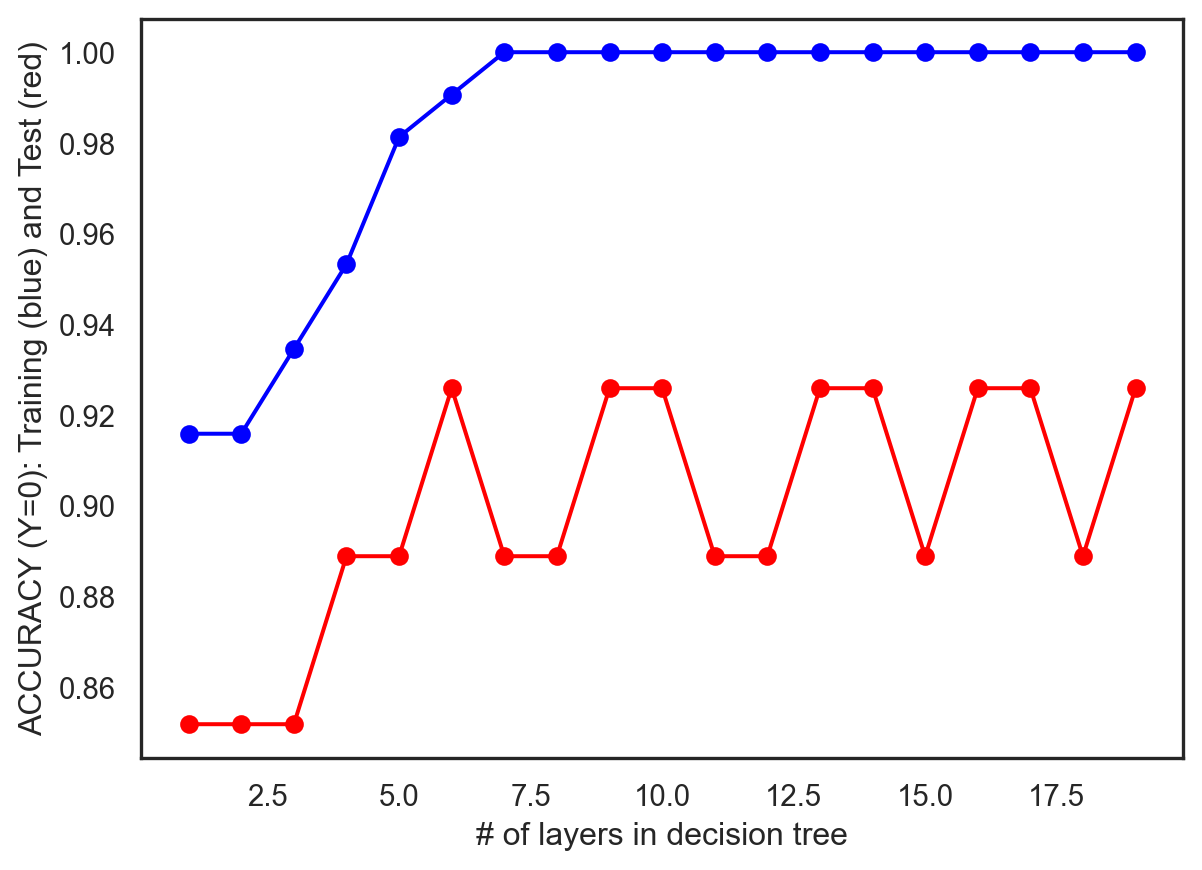 ACCURACY (Y=0): Training (blue) and Test (red)
1.00
0.98
0.96
0.94
0.92
0.90
0.88
0.86
2.5 5.0 7.5 10.0 12.5 15.0 17.5
# of layers in decision tree